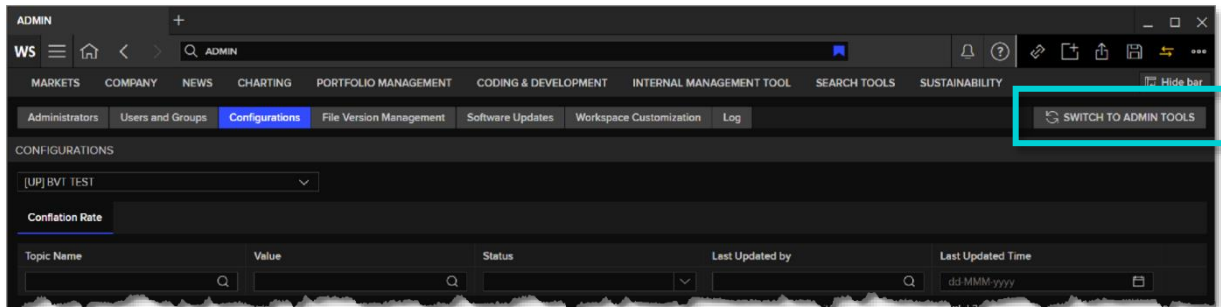 ADMIN
WS ADMIN
MARKETS COMPANY NEWS CHARTING PORTFOLIO MANAGEMENT CODING & DEVELOPMENT INTERNAL MANAGEMENT TOOL SEARCH TOOLS SUSTAINABILITY Hide bar
Administrators Users and Groups Configurations File Version Management Software Updates Workspace Customization Log SWITCH TO ADMIN TOOLS
CONFIGURATIONS
[UP] BVT TEST
Conflation Rate
Topic Name Value Status Last Updated by Last Updated Time
dd-MMM-yyyy